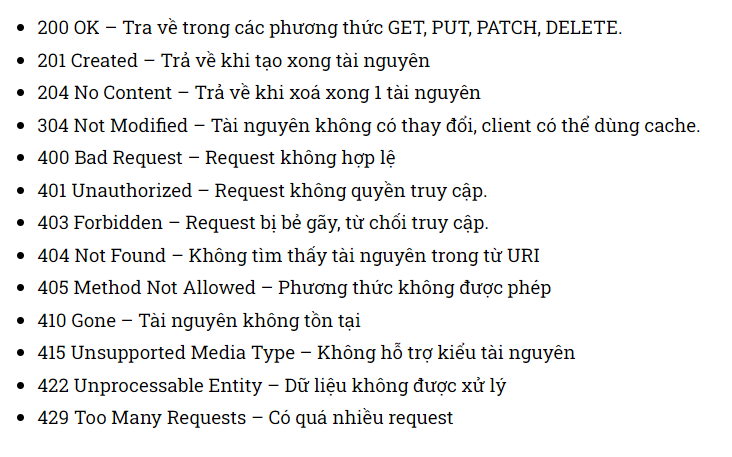 200 OK – Tra về trong các phương thức GET, PUT, PATCH, DELETE.
201 Created – Trả về khi tạo xong tài nguyên
204 No Content – Trả về khi xoá xong 1 tài nguyên
304 Not Modified – Tài nguyên không có thay đổi, client có thể dùng cache.
400 Bad Request – Request không hợp lệ
401 Unauthorized – Request không quyền truy cập.
403 Forbidden – Request bị bẻ gãy, từ chối truy cập.
404 Not Found – Không tìm thấy tài nguyên trong từ URI
405 Method Not Allowed – Phương thức không được phép
410 Gone – Tài nguyên không tồn tại
415 Unsupported Media Type – Không hỗ trợ kiểu tài nguyên
422 Unprocessable Entity – Dữ liệu không được xử lý
429 Too Many Requests – Có quá nhiều request